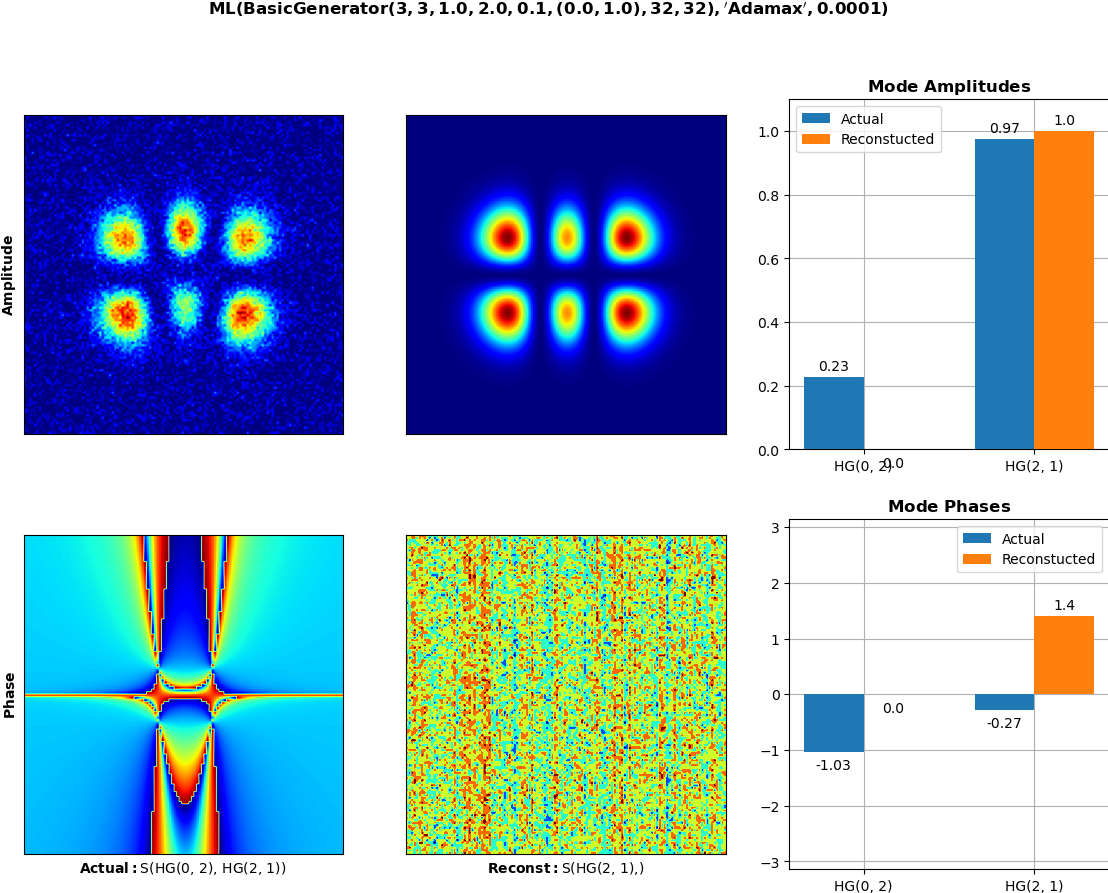 ML(BasicGenerator(3, 3, 1.0, 2.0, 0.1, (0.0, 1.0), 32, 32), ′Adamax′, 0.0001)
Amplitude
Mode Amplitudes
Actual
Reconstucted
1.0
0.8
0.6
0.4
0.2
0.0
0.23
0.0
0.97
1.0
HG(0, 2)
HG(2, 1)
Phase
Actual: S(HG(0, 2), HG(2, 1))
Reconst: S(HG(2, 1),)
Mode Phases
Actual
Reconstucted
3
2
1
0
−1
−2
−3
-1.03
0.0
-0.27
1.4
HG(0, 2)
HG(2, 1)